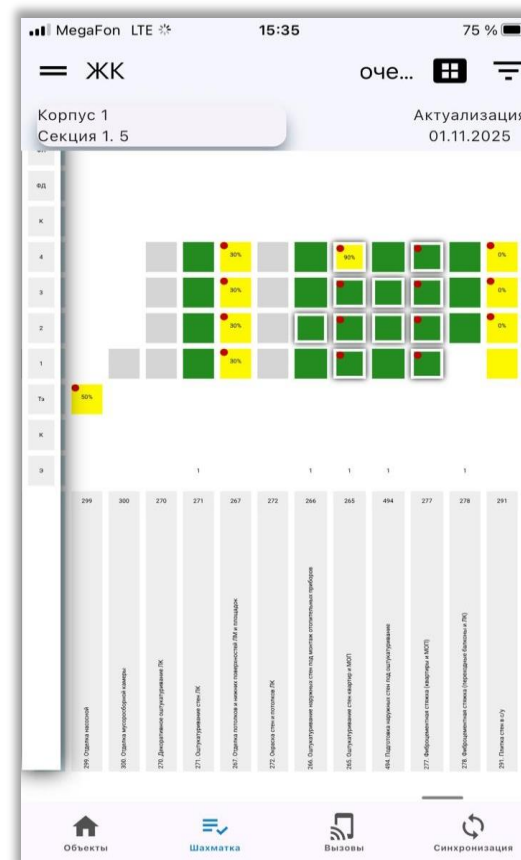 MegaFon LTE 15:35 75 %
ЖК оче...
Корпус 1 Актуализация
Секция 1. 5 01.11.2025
ФД
К
4 30% 90% 0%
3 30% 0%
2 30% 0%
1 30%
Тэ 50%
К
Э 1 1 1 1 1
299 300 270 271 267 272 266 265 494 277 278 291
299. Отделка насосной
300. Отделка мусоросборной камеры
270. Декоративное оштукатуривание ЛК
271. Оштукатуривание стен ЛК
267. Отделка потолков и нижних поверхностей ЛМ и площадок
272. Окраска стен и потолков ЛК
266. Оштукатуривание наружных стен под монтаж отопительных приборов
265. Оштукатуривание стен квартир и МОП
494. Подготовка наружных стен под оштукатуривание
277. Фиброцементная стяжка (квартиры и МОП)
278. Фиброцементная стяжка (переходные балконы и ЛК)
291. Плитка стен в с/у
Объекты Шахматка Вызовы Синхронизация